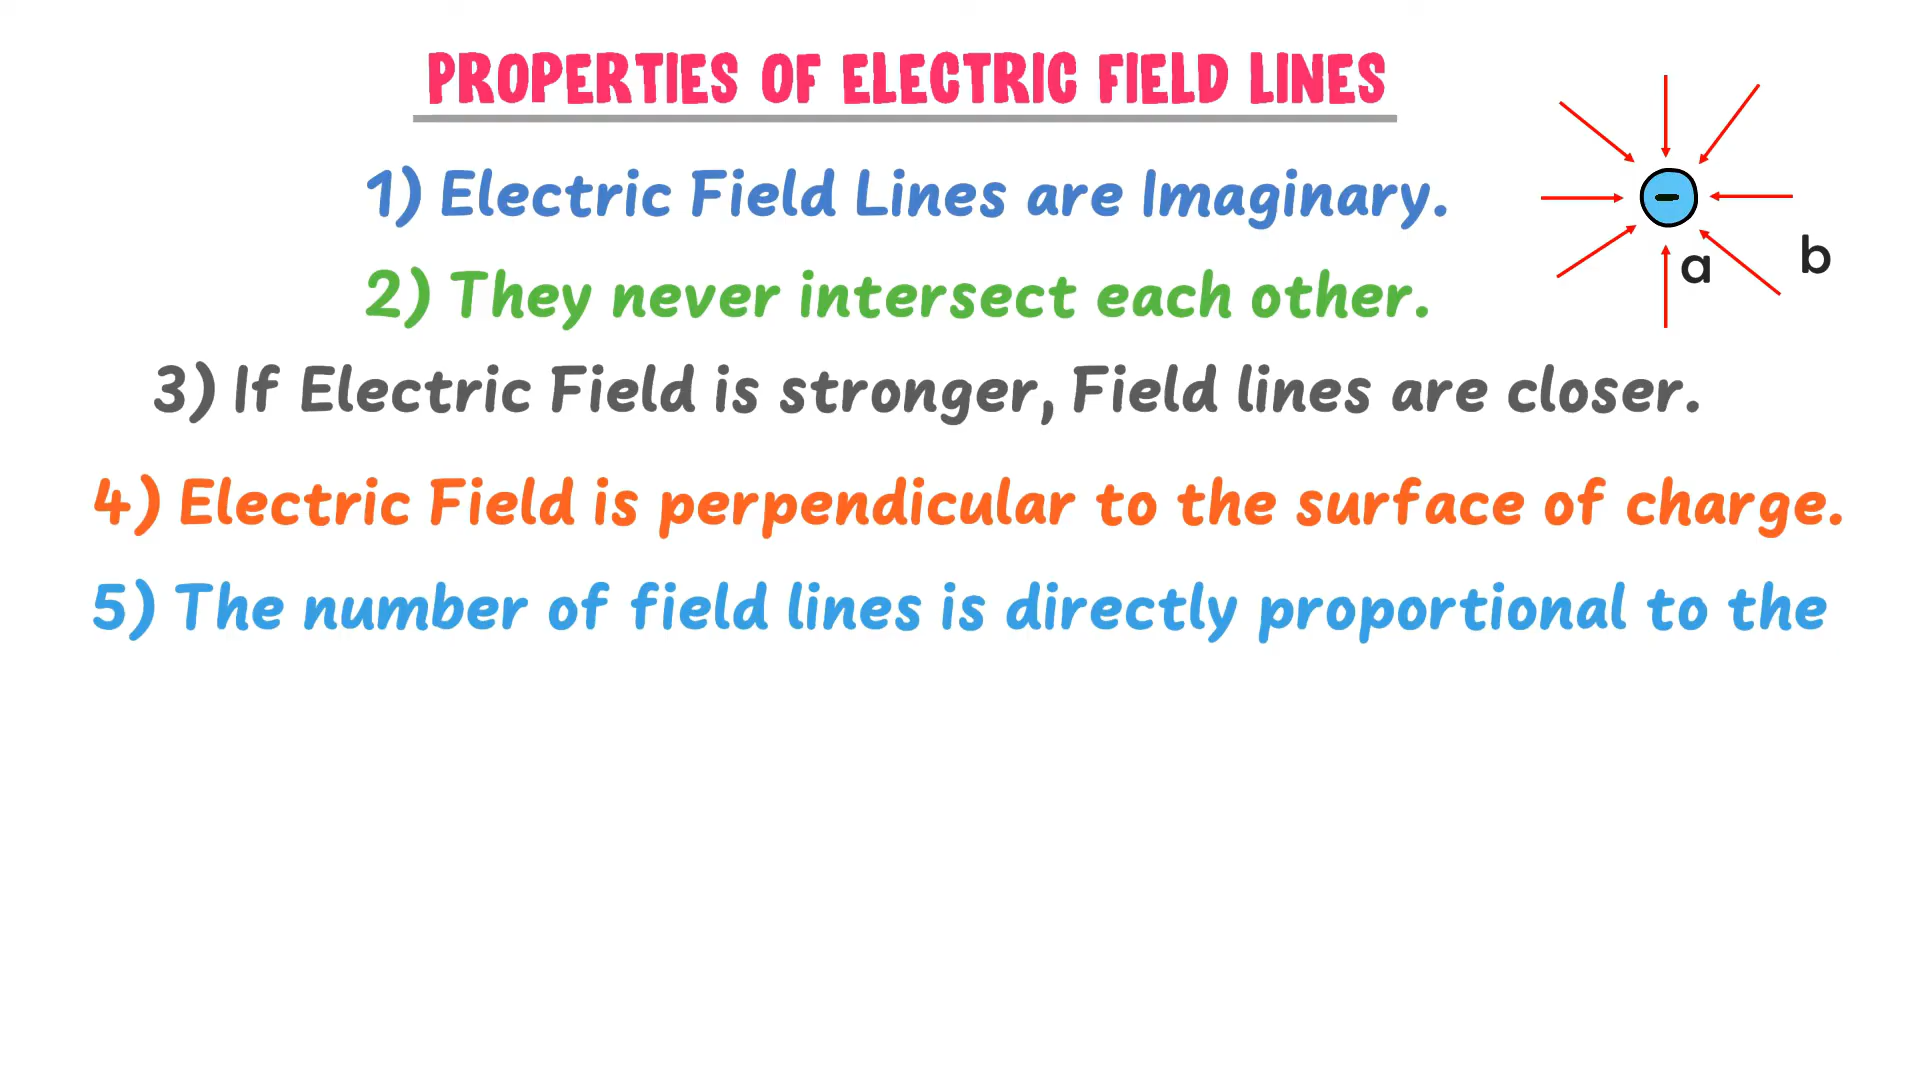 PROPERTIES OF ELECTRIC FIELD LINES
1) Electric Field Lines are Imaginary.
-
a
b
2) They never intersect each other.
3) If Electric Field is stronger, Field lines are closer.
4) Electric Field is perpendicular to the surface of charge.
5) The number of field lines is directly proportional to the